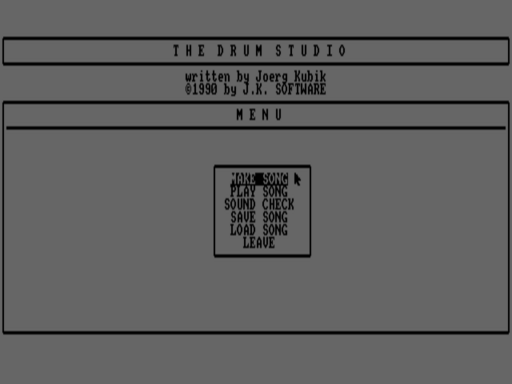 THE DRUM STUDIO
written by Joerg Kubik
©1990 by J.K. SOFTWARE
MENU
MAKE SONG
PLAY SONG
SOUND CHECK
SAVE SONG
LOAD SONG
LEAVE